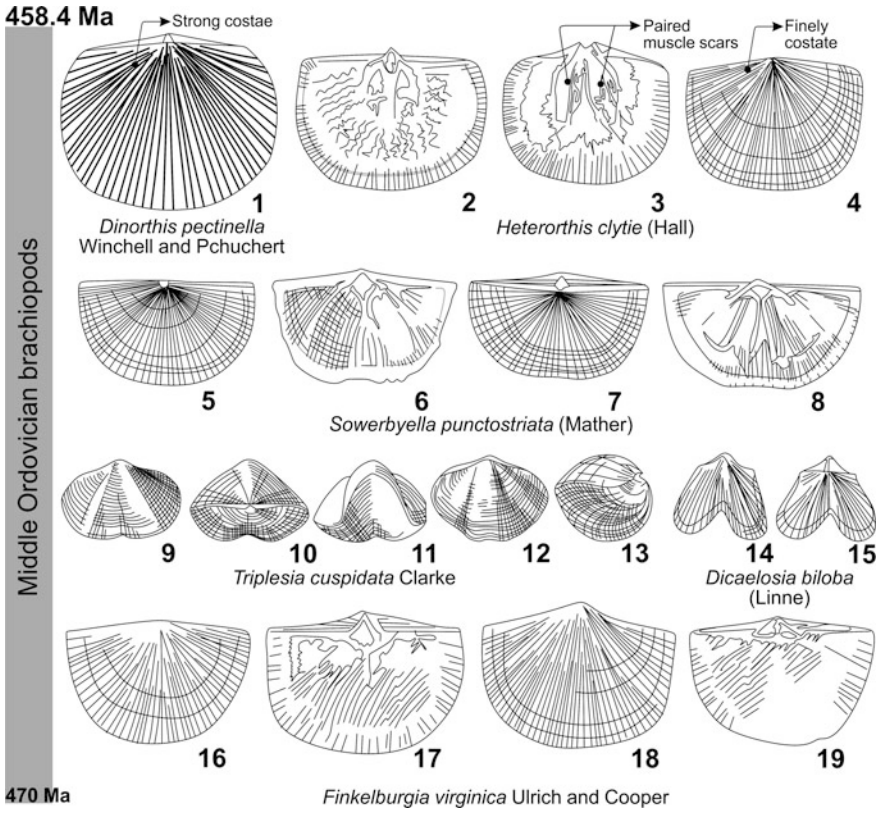 458.4 Ma
Strong costae
Paired
muscle scars
Finely
costate
1
2
3
4
Dinorthis pectinella
Winchell and Pchuchert
Heterorthis clytie (Hall)
Middle Ordovician brachiopods
5
6
7
8
Sowerbyella punctostriata (Mather)
9
10
11
12
13
14
15
Triplesia cuspidata Clarke
Dicaelosia biloba
(Linne)
16
17
18
19
470 Ma
Finkelburgia virginica Ulrich and Cooper